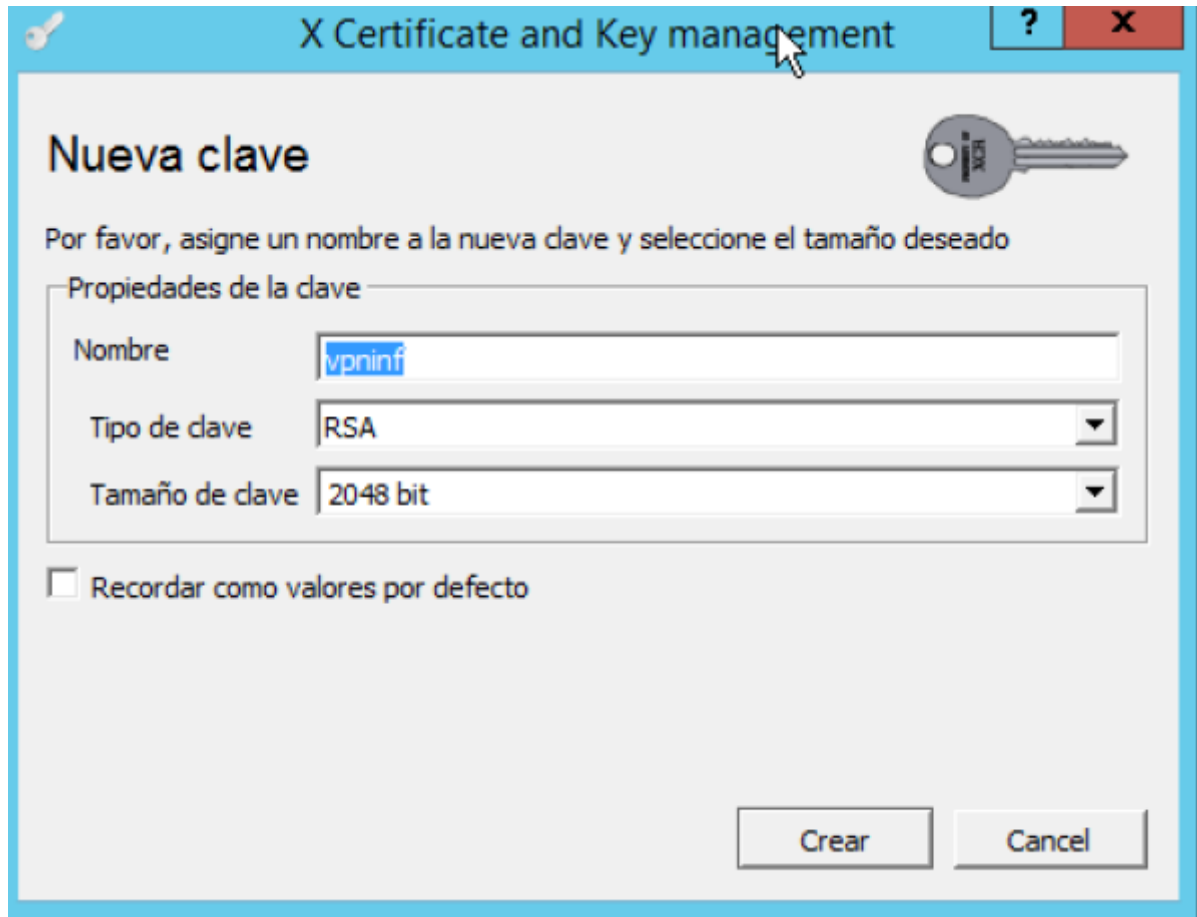 X Certificate and Key management
? x
Nueva clave
XCA
Por favor, asigne un nombre a la nueva clave y seleccione el tamaño deseado
Propiedades de la clave
Nombre vpninf
Tipo de clave RSA
Tamaño de clave 2048 bit
Recordar como valores por defecto
Crear Cancel